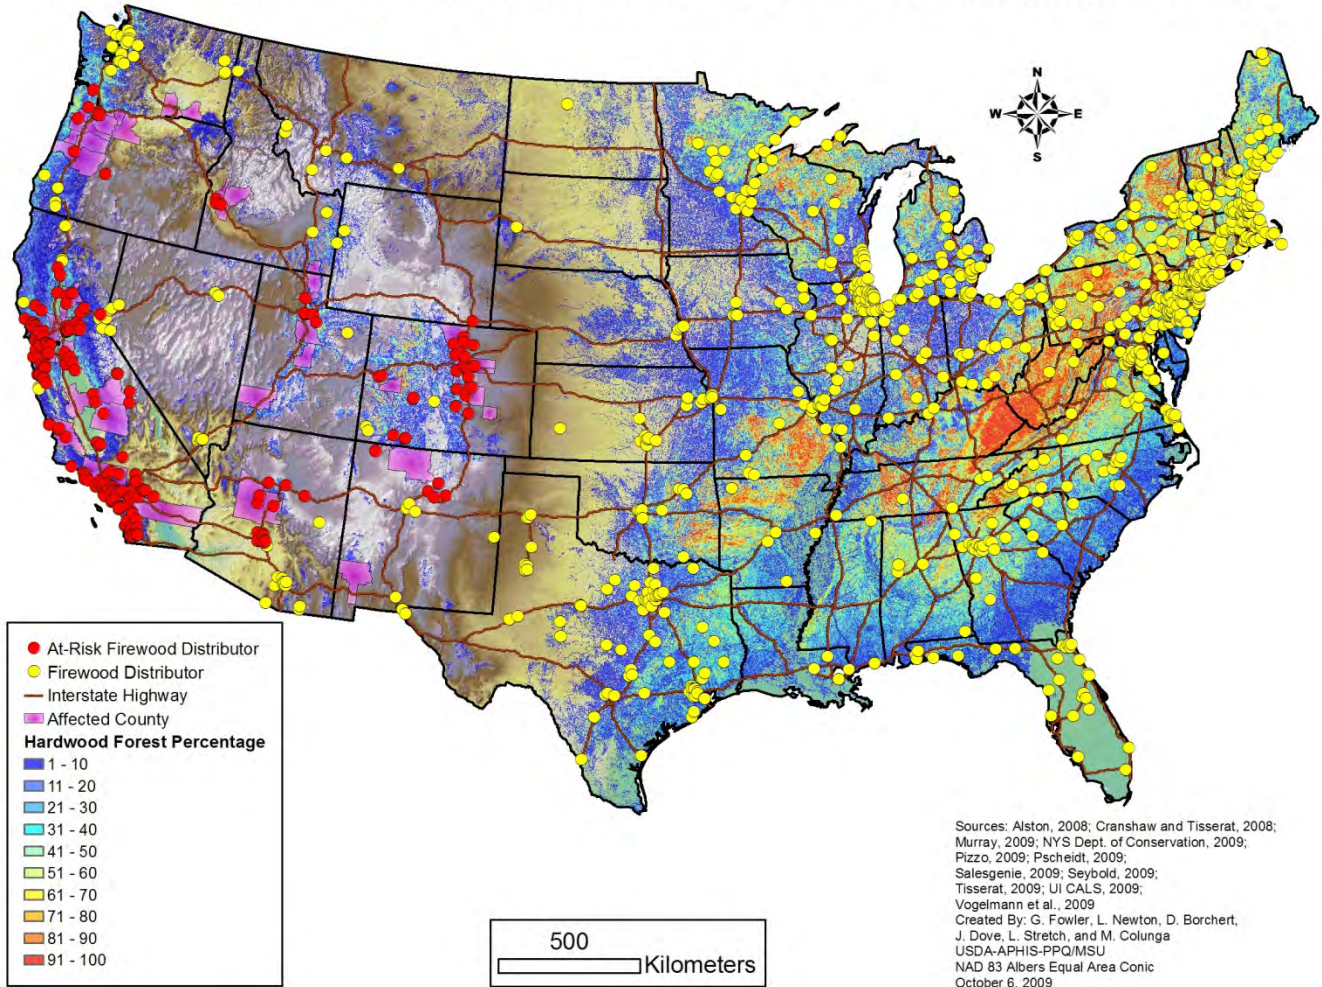 N
W E
S
At-Risk Firewood Distributor
Firewood Distributor
Interstate Highway
Affected County
Hardwood Forest Percentage
1 - 10
11 - 20
21 - 30
31 - 40
41 - 50
51 - 60
61 - 70
71 - 80
81 - 90
91 - 100
500
Kilometers
Sources: Alston, 2008; Cranshaw and Tisserat, 2008;
Murray, 2009; NYS Dept. of Conservation, 2009;
Pizzo, 2009; Pscheidt, 2009;
Salesgenie, 2009; Seybold, 2009;
Tisserat, 2009; UI CALS, 2009;
Vogelmann et al., 2009
Created By: G. Fowler, L. Newton, D. Borchert,
J. Dove, L. Stretch, and M. Colunga
USDA-APHIS-PPQ/MSU
NAD 83 Albers Equal Area Conic
October 6, 2009